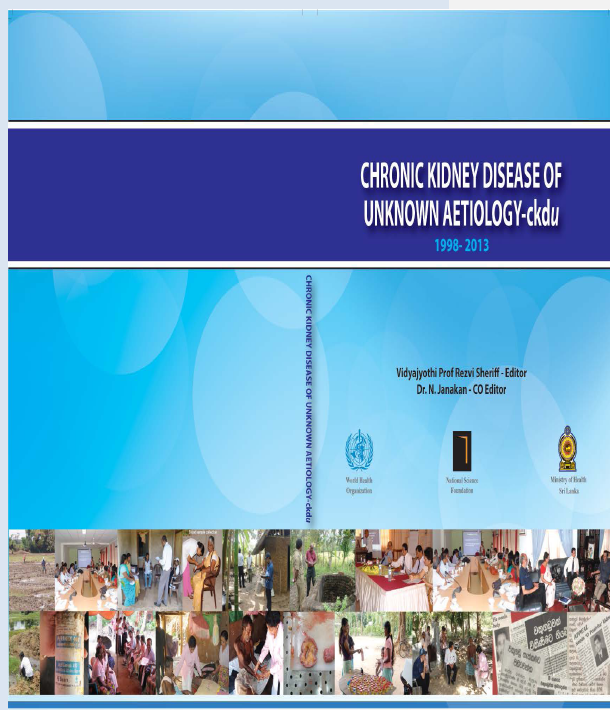 CHRONIC KIDNEY DISEASE OF
UNKNOWN AETIOLOGY-ckdu
1998- 2013
CHRONIC KIDNEY DISEASE OF UNKNOWN AETIOLOGY-ckdu
Vidyajyothi Prof Rezvi Sheriff - Editor
Dr. N. Janakan - CO Editor
World Health
Organization
National Science
Foundation
Ministry of Health
Sri Lanka